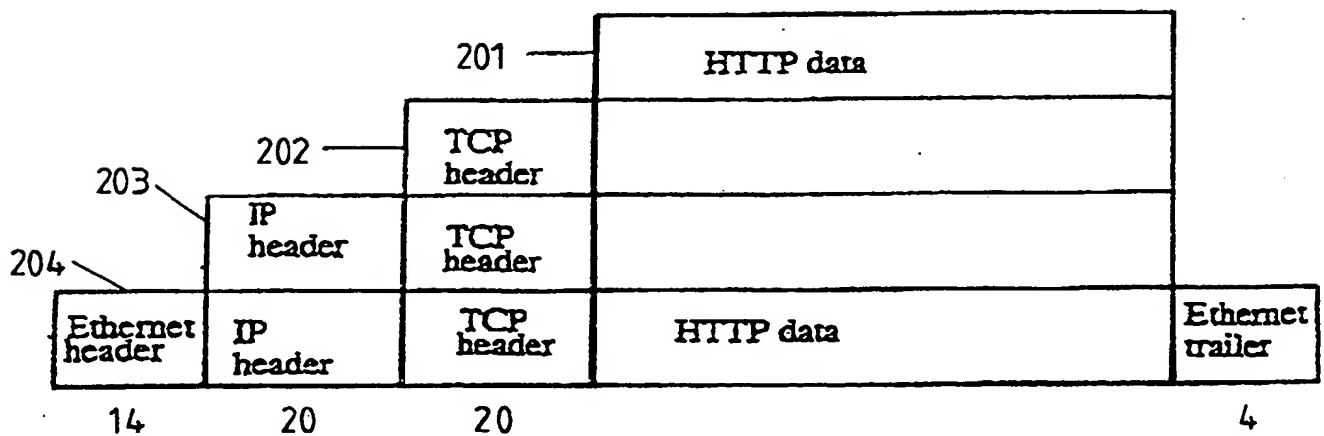 201
HTTP data
202
TCP
header
203
IP
header
TCP
header
204
Ethernet
header
IP
header
TCP
header
HTTP data
Ethernet
trailer
14
20
20
4